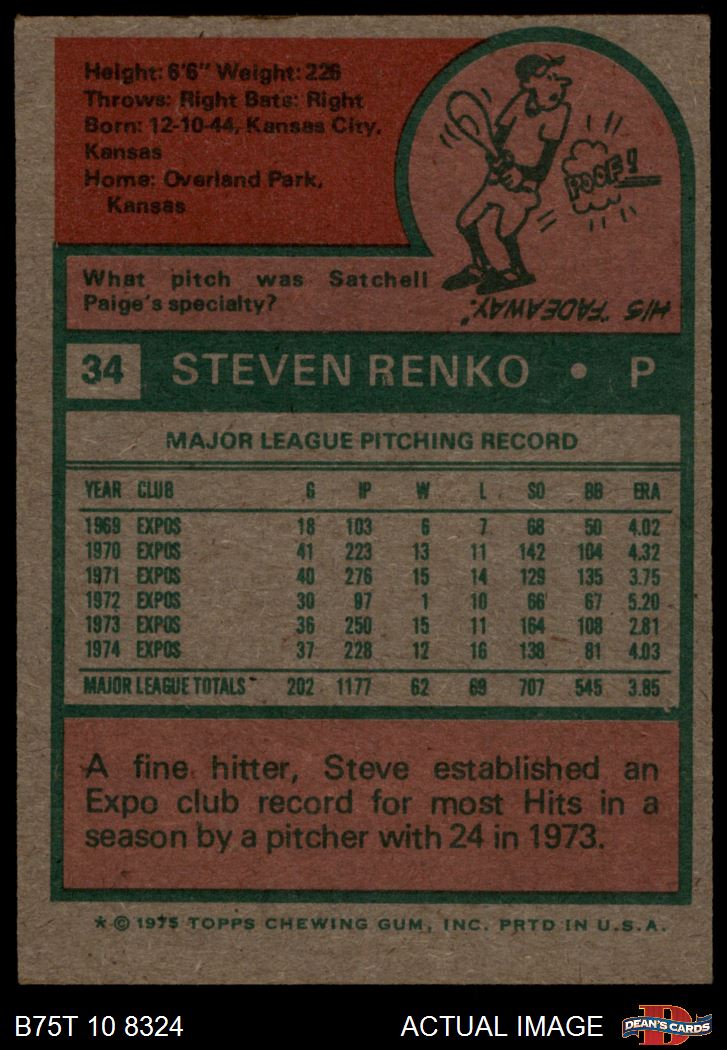 Height: 6'6" Weight: 226
Throws: Right Bats: Right
Born: 12-10-44, Kansas City,
Kansas
Home: Overland Park,
Kansas
POOF!
What pitch was Satchell
Paige's specialty?
HIS "FADEAWAY."
34 STEVEN RENKO • P
MAJOR LEAGUE PITCHING RECORD
YEAR CLUB G IP W L SO BB ERA
1969 EXPOS 18 103 6 7 68 50 4.02
1970 EXPOS 41 223 13 11 142 104 4.32
1971 EXPOS 40 276 15 14 129 135 3.75
1972 EXPOS 30 97 1 10 66 67 5.20
1973 EXPOS 36 250 15 11 164 108 2.81
1974 EXPOS 37 228 12 16 138 81 4.03
MAJOR LEAGUE TOTALS 202 1177 62 69 707 545 3.85
A fine hitter, Steve established an
Expo club record for most Hits in a
season by a pitcher with 24 in 1973.
* © 1975 TOPPS CHEWING GUM, INC. PRTD IN U.S.A.
B75T 10 8324 ACTUAL IMAGE D DEAN'S CARDS